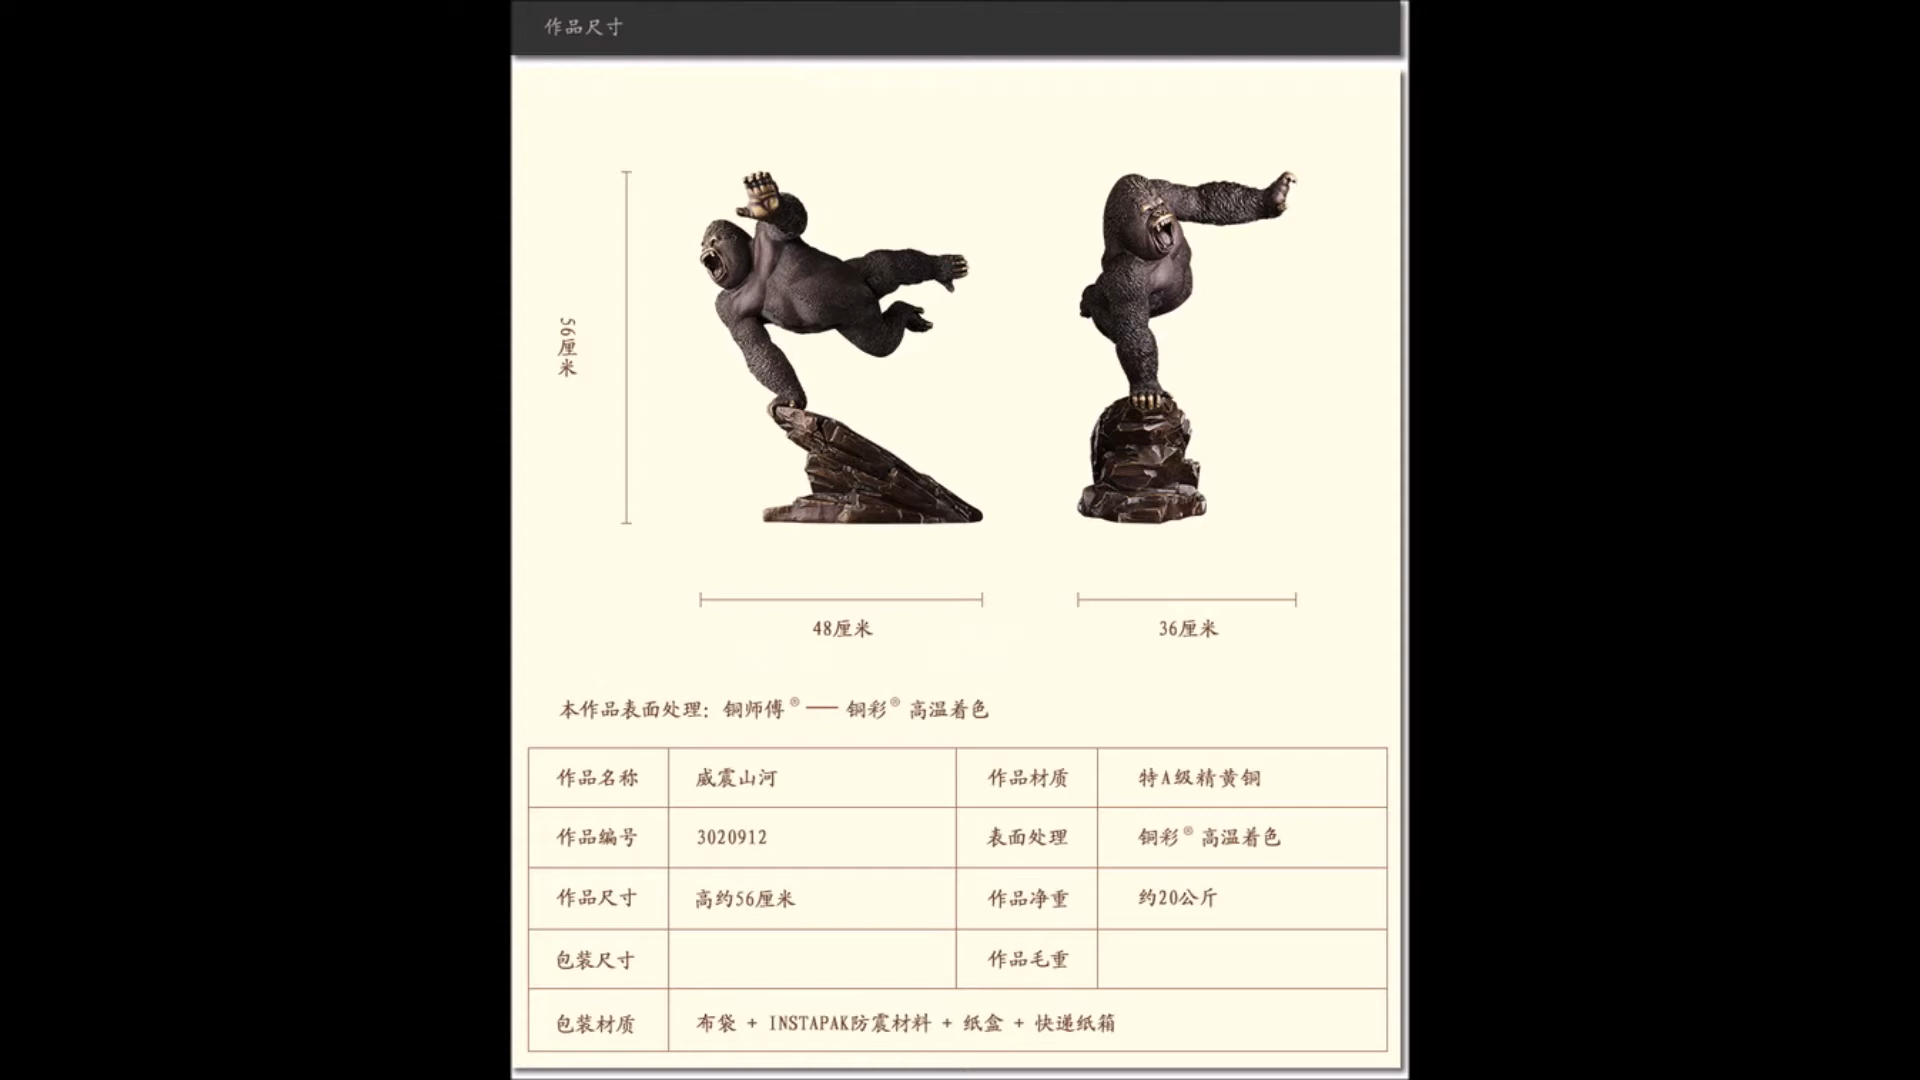 作品尺寸
56厘米
48厘米
36厘米
本作品表面处理：铜师傅®——铜彩®高温着色
作品名称 威震山河 作品材质 特A级精黄铜
作品编号 3020912 表面处理 铜彩®高温着色
作品尺寸 高约56厘米 作品净重 约20公斤
包装尺寸 作品毛重
包装材质 布袋 + INSTAPAK防震材料 + 纸盒 + 快递纸箱